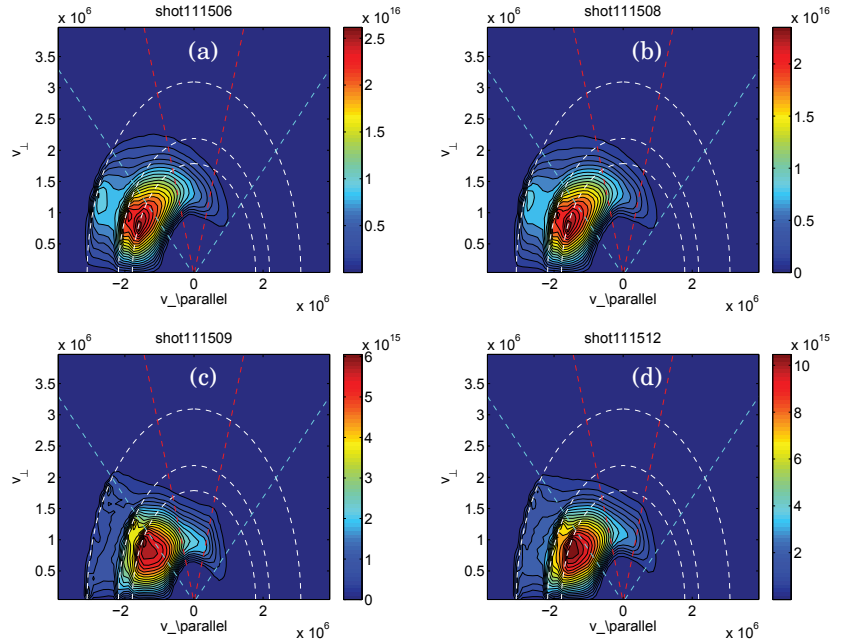 shot111506
x 10^6
x 10^16
(a)
v_⊥
3.5
3
2.5
2
1.5
1
0.5
−2
0
2
v_\parallel
x 10^6
2.5
2
1.5
1
0.5
shot111508
x 10^6
x 10^16
(b)
v_⊥
3.5
3
2.5
2
1.5
1
0.5
−2
0
2
v_\parallel
x 10^6
2
1.5
1
0.5
0
shot111509
x 10^6
x 10^15
(c)
v_⊥
3.5
3
2.5
2
1.5
1
0.5
−2
0
2
v_\parallel
x 10^6
6
5
4
3
2
1
0
shot111512
x 10^6
x 10^15
(d)
v_⊥
3.5
3
2.5
2
1.5
1
0.5
−2
0
2
v_\parallel
x 10^6
10
8
6
4
2